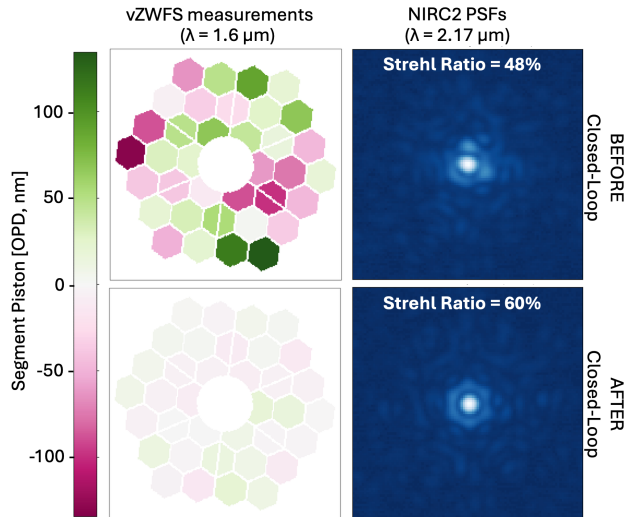 vZWFS measurements
(λ = 1.6 μm)
NIRC2 PSFs
(λ = 2.17 μm)
Segment Piston [OPD, nm]
100
50
0
-50
-100
Strehl Ratio = 48%
BEFORE
Closed-Loop
Strehl Ratio = 60%
AFTER
Closed-Loop